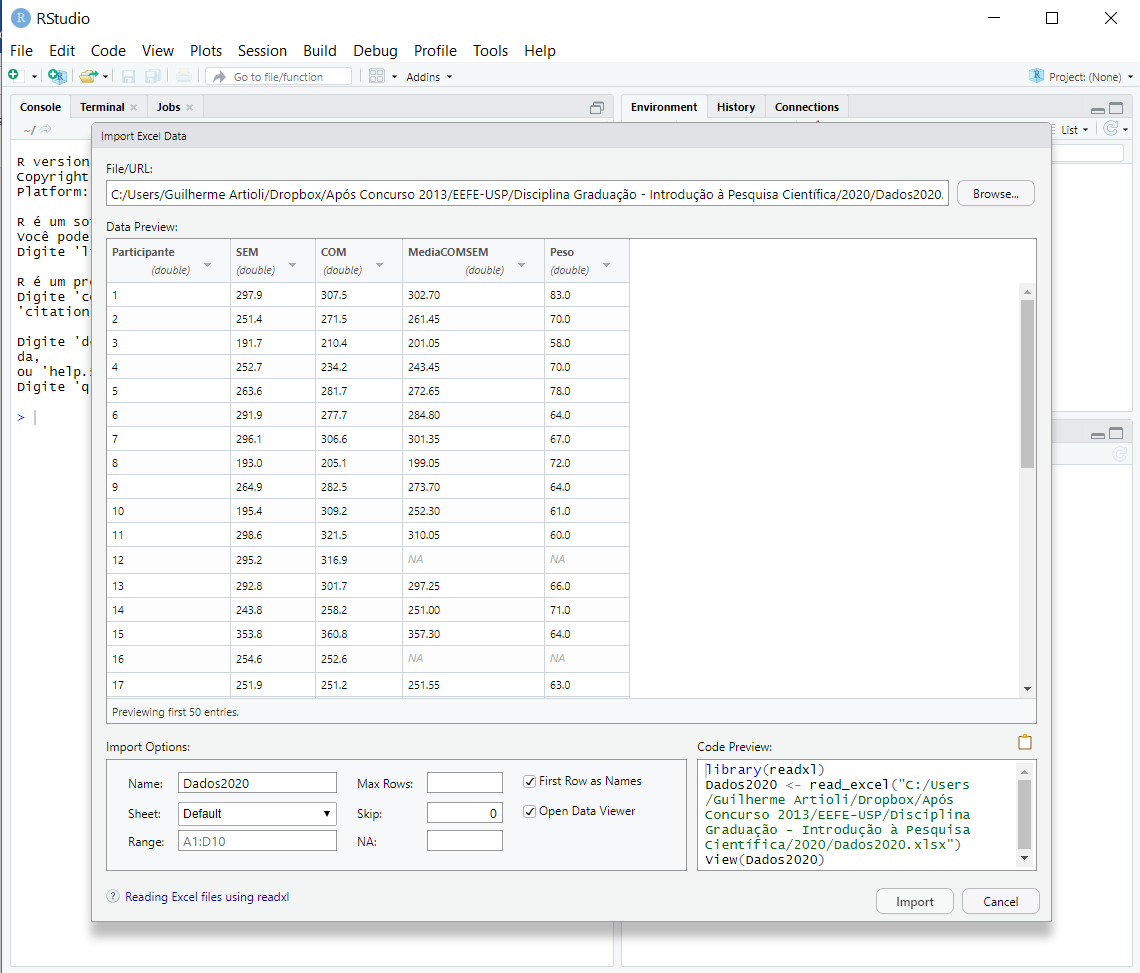 RStudio
File Edit Code View Plots Session Build Debug Profile Tools Help
Go to file/function Addins Project: (None)
Console Terminal Jobs Environment History Connections
~/ List
Import Excel Data
R version
Copyright
Platform:
R é um
Você pode
Digite
R é um
Digite
'citation
Digite
da,
ou
Digite
>
File/URL:
C:/Users/Guilherme Artioli/Dropbox/Após Concurso 2013/EEFE-USP/Disciplina Graduação - Introdução à Pesquisa Científica/2020/Dados2020. Browse...
Data Preview:
Participante SEM COM MediaCOMSEM Peso
(double) (double) (double) (double) (double)
1 297.9 307.5 302.70 83.0
2 251.4 271.5 261.45 70.0
3 191.7 210.4 201.05 58.0
4 252.7 234.2 243.45 70.0
5 263.6 281.7 272.65 78.0
6 291.9 277.7 284.80 64.0
7 296.1 306.6 301.35 67.0
8 193.0 205.1 199.05 72.0
9 264.9 282.5 273.70 64.0
10 195.4 309.2 252.30 61.0
11 298.6 321.5 310.05 60.0
12 295.2 316.9 NA NA
13 292.8 301.7 297.25 66.0
14 243.8 258.2 251.00 71.0
15 353.8 360.8 357.30 64.0
16 254.6 252.6 NA NA
17 251.9 251.2 251.55 63.0
Previewing first 50 entries.
Import Options:
Name: Dados2020 Max Rows: First Row as Names
Sheet: Default Skip: 0 Open Data Viewer
Range: A1:D10 NA:
Code Preview:
library(readxl)
Dados2020 <- read_excel("C:/Users
/Guilherme Artioli/Dropbox/Após
Concurso 2013/EEFE-USP/Disciplina
Graduação - Introdução à Pesquisa
Científica/2020/Dados2020.xlsx")
View(Dados2020)
Reading Excel files using readxl
Import Cancel